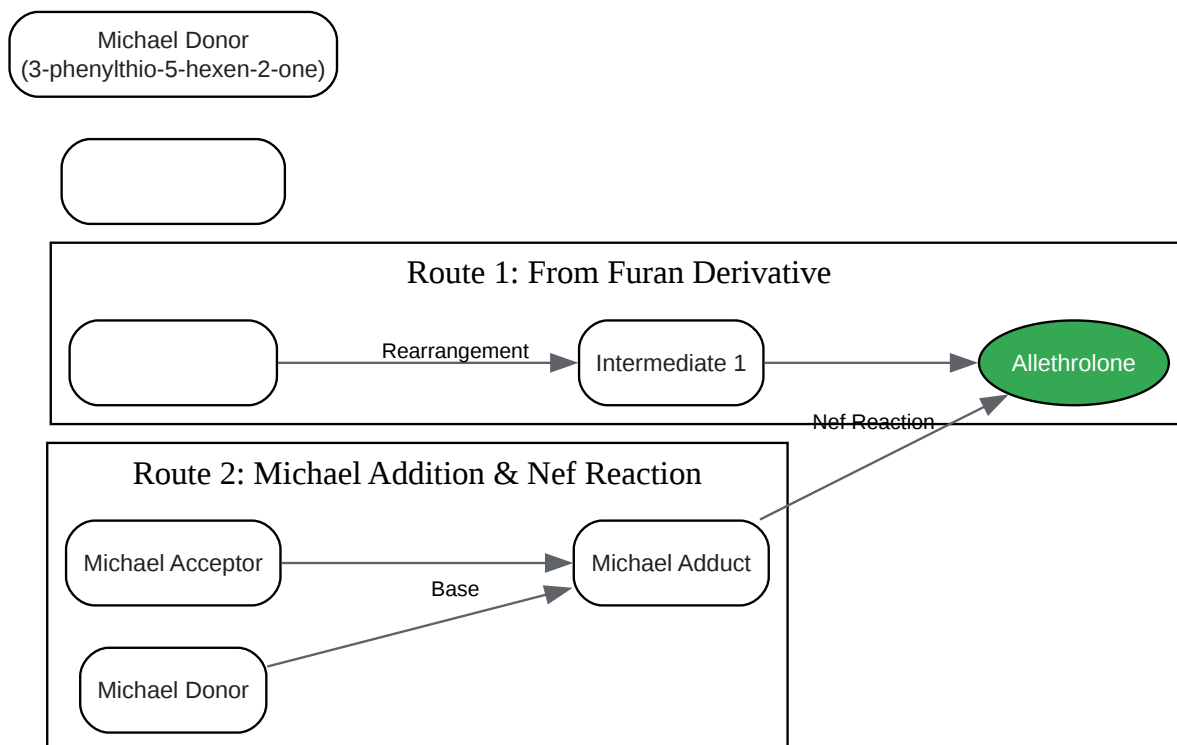 Michael Donor
(3-phenylthio-5-hexen-2-one)
Route 1: From Furan Derivative
Rearrangement
Intermediate 1
Allethrolone
Nef Reaction
Route 2: Michael Addition & Nef Reaction
Michael Acceptor
Base
Michael Adduct
Michael Donor